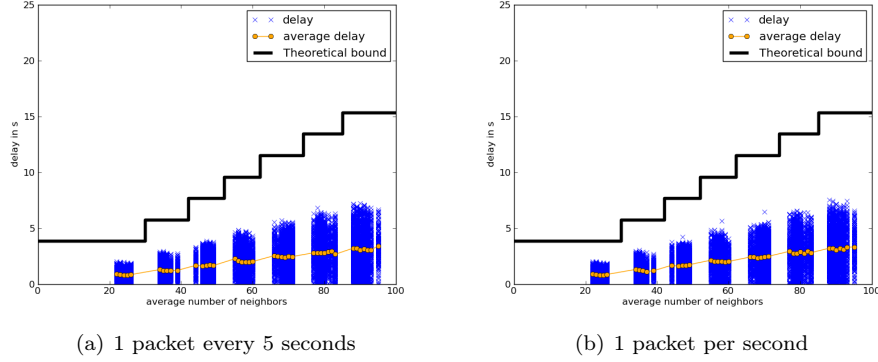 25
20
15
10
5
0
delay in s
0 20 40 60 80 100
average number of neighbors
delay
average delay
Theoretical bound
(a) 1 packet every 5 seconds
25
20
15
10
5
0
delay in s
0 20 40 60 80 100
average number of neighbors
delay
average delay
Theoretical bound
(b) 1 packet per second